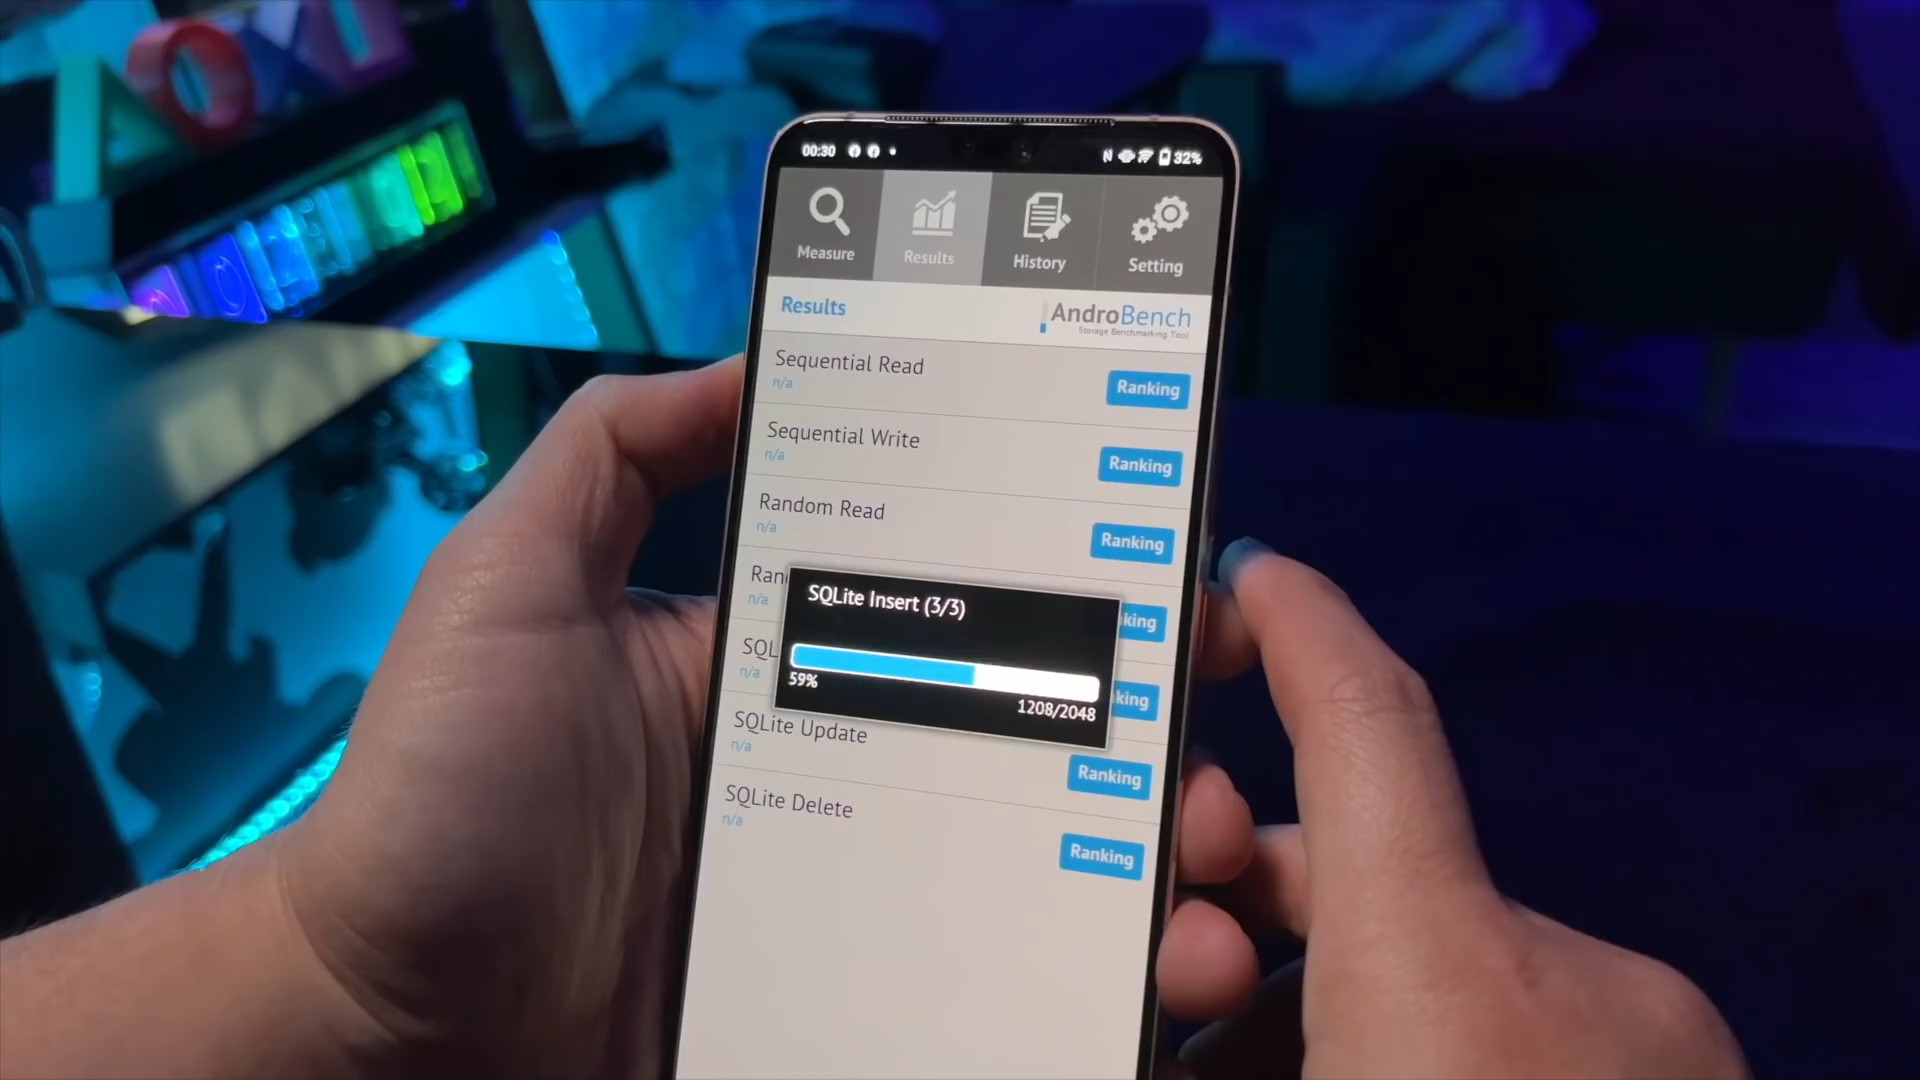 00:30
32%
Measure
Results
History
Setting
Results
AndroBench
Storage Benchmarking Tool
Sequential Read
n/a
Ranking
Sequential Write
n/a
Ranking
Random Read
n/a
Ranking
Ran
n/a
king
SQLite Insert (3/3)
59%
1208/2048
SQL
n/a
king
SQLite Update
n/a
Ranking
SQLite Delete
n/a
Ranking